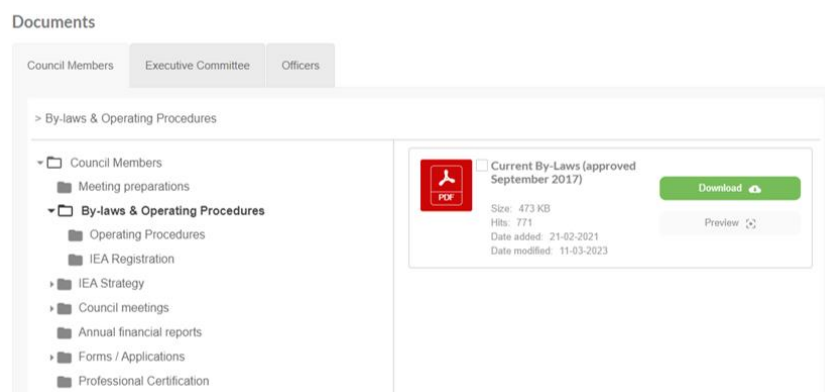 Documents
Council Members
Executive Committee
Officers
> By-laws & Operating Procedures
Council Members
Meeting preparations
By-laws & Operating Procedures
Operating Procedures
IEA Registration
IEA Strategy
Council meetings
Annual financial reports
Forms / Applications
Professional Certification
PDF
Current By-Laws (approved
September 2017)
Size: 473 KB
Hits: 771
Date added: 21-02-2021
Date modified: 11-03-2023
Download
Preview